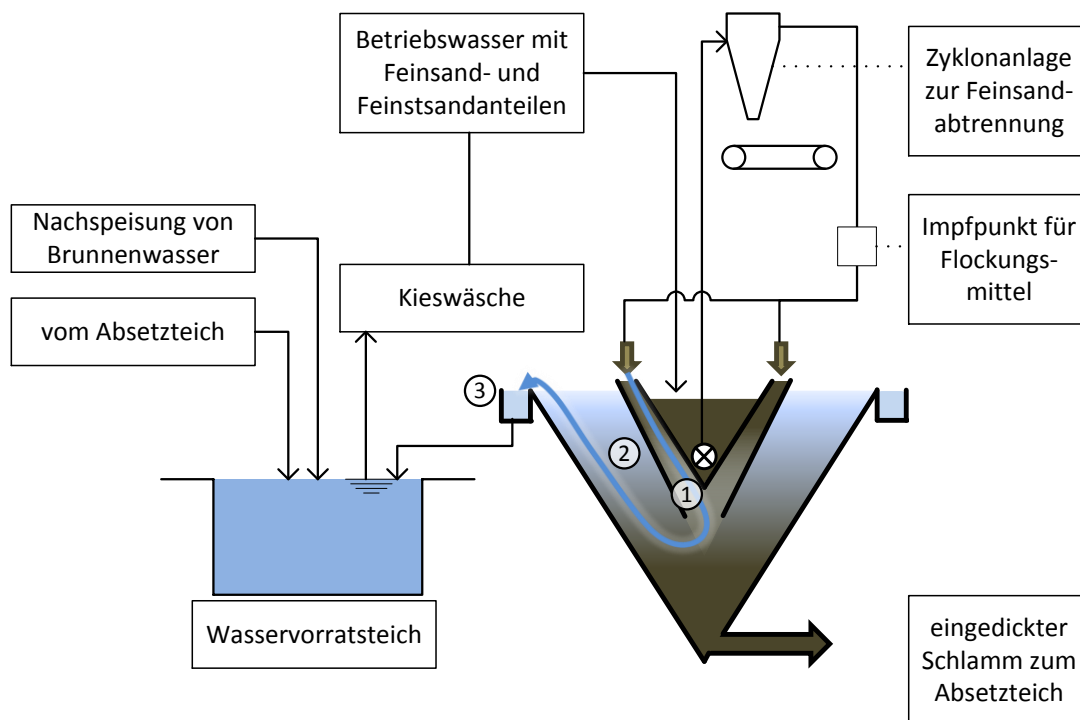 Betriebswasser mit
Feinsand- und
Feinstsandanteilen
Zyklonanlage
zur Feinsand-
abtrennung
Nachspeisung von
Brunnenwasser
Impfpunkt für
Flockungs-
mittel
Kieswäsche
vom Absetzteich
3
2
1
Wasservorratsteich
eingedickter
Schlamm zum
Absetzteich